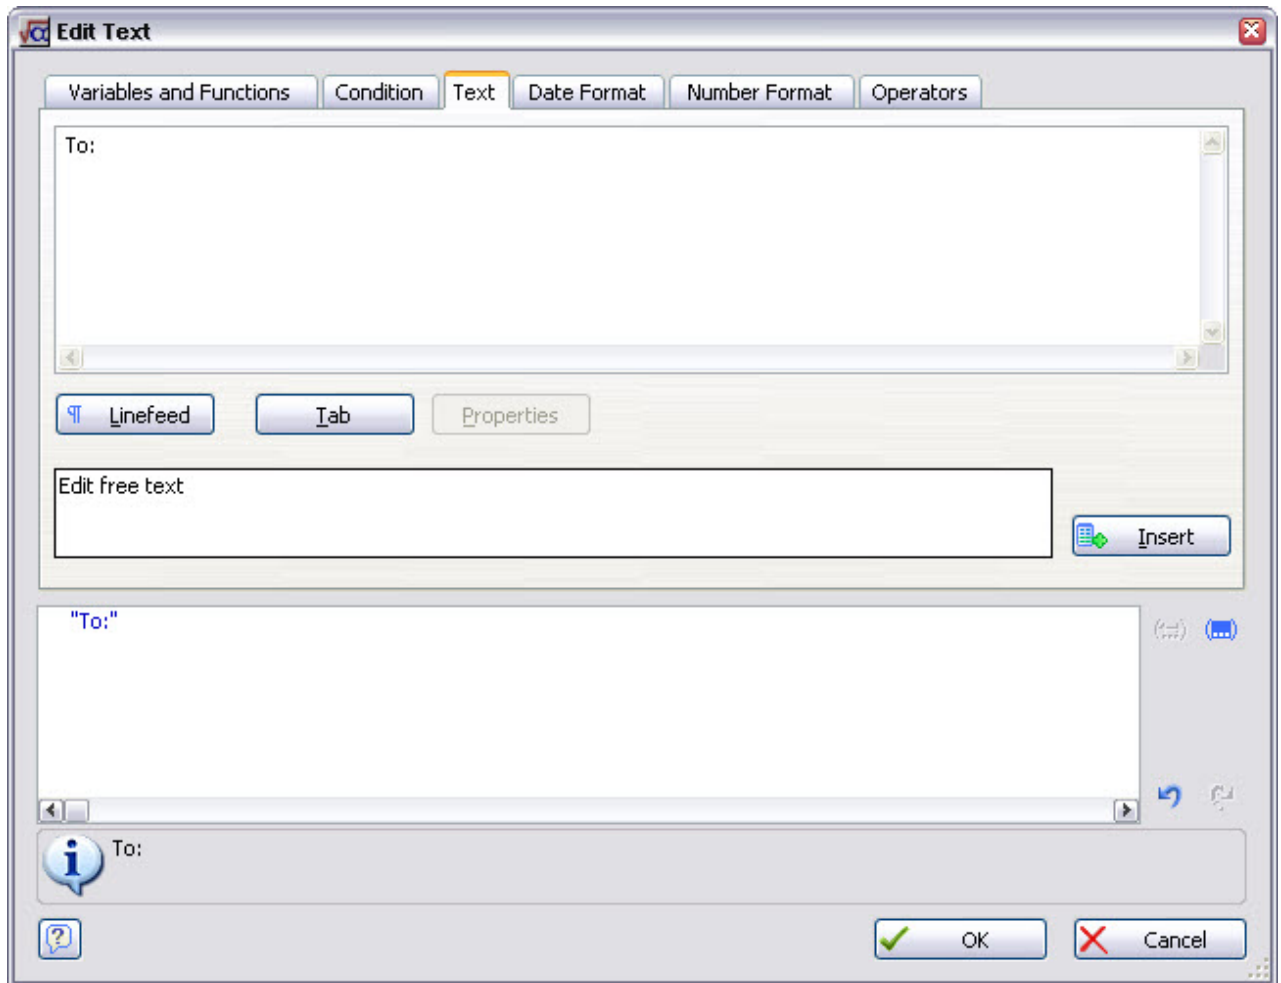 Edit Text
Variables and Functions Condition Text Date Format Number Format Operators
To:
Linefeed Tab Properties
Edit free text
Insert
"To:"
To:
OK Cancel